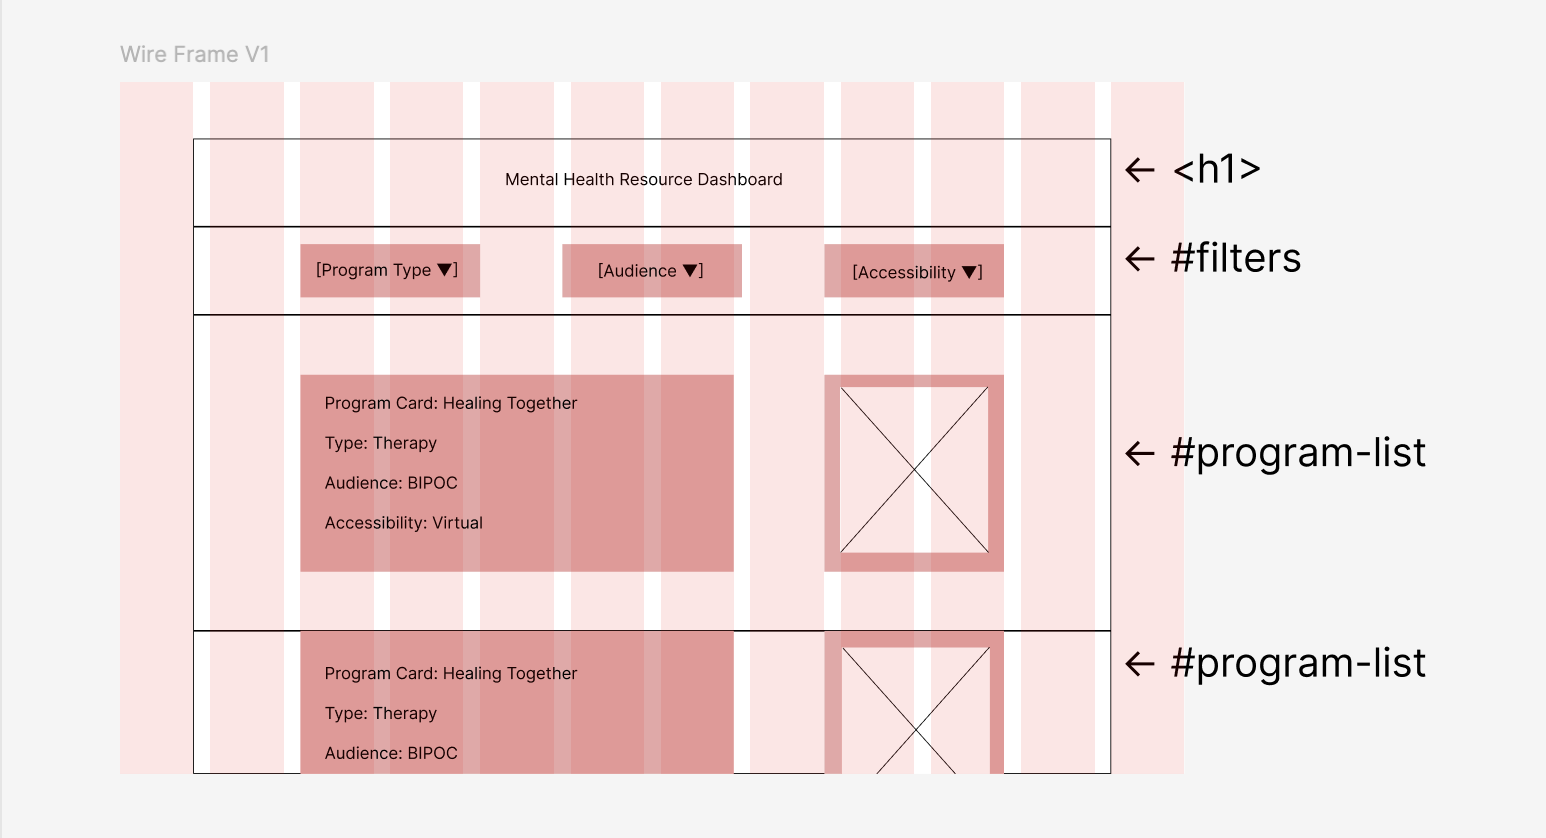 Wire Frame V1
Mental Health Resource Dashboard
← <h1>
[Program Type ▼]
[Audience ▼]
[Accessibility ▼]
← #filters
Program Card: Healing Together
Type: Therapy
Audience: BIPOC
Accessibility: Virtual
← #program-list
Program Card: Healing Together
Type: Therapy
Audience: BIPOC
← #program-list